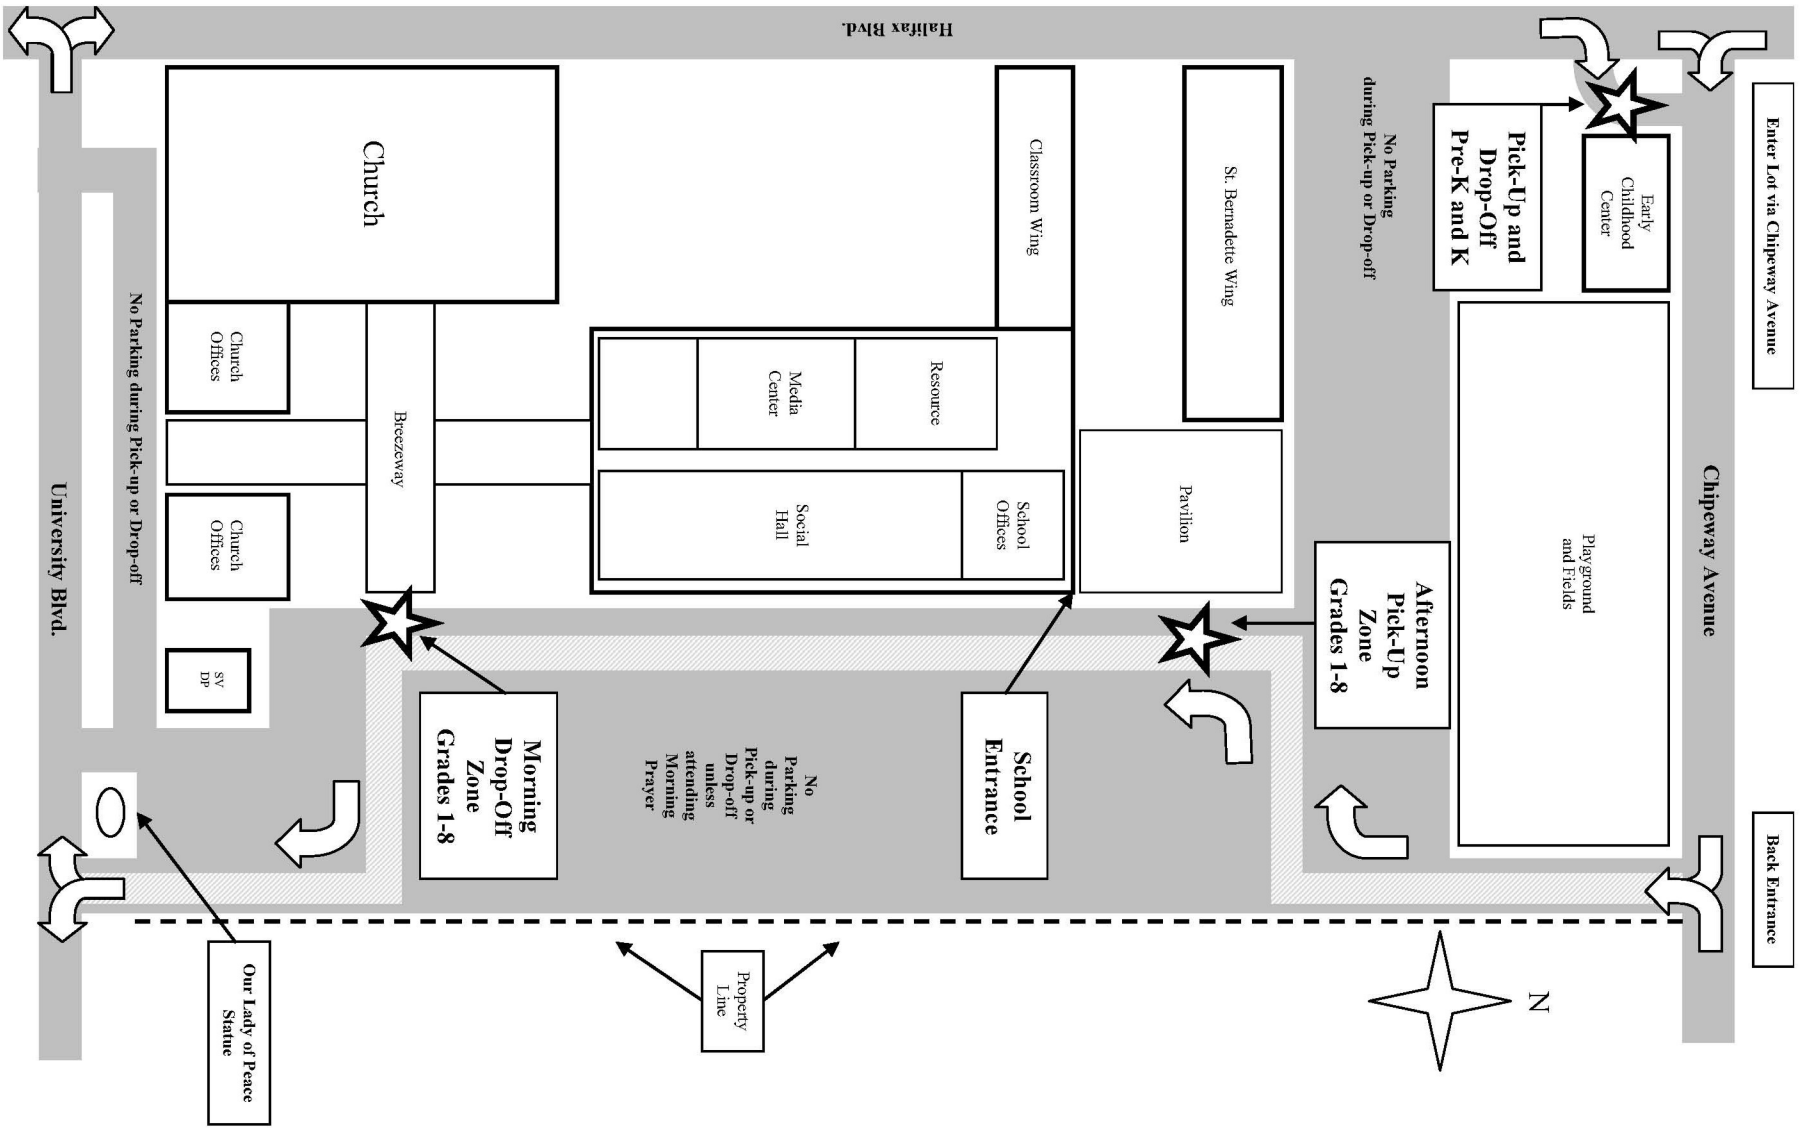 Enter Lot via Chipeway Avenue
Back Entrance
Chipeway Avenue
N
Early
Childhood
Center
Playground
and Fields
Pick-Up and
Drop-Off
Pre-K and K
Afternoon
Pick-Up
Zone
Grades 1-8
No Parking
during Pick-up or Drop-off
Halifax Blvd.
St. Bernadette Wing
Pavilion
Classroom Wing
School
Offices
School
Entrance
Resource
Media
Center
Social
Hall
No
Parking
during
Pick-up or
Drop-off
unless
attending
Morning
Prayer
Property
Line
Morning
Drop-Off
Zone
Grades 1-8
Church
Breezeway
Church
Offices
Church
Offices
SV
DP
Our Lady of Peace
Statue
No Parking during Pick-up or Drop-off
University Blvd.